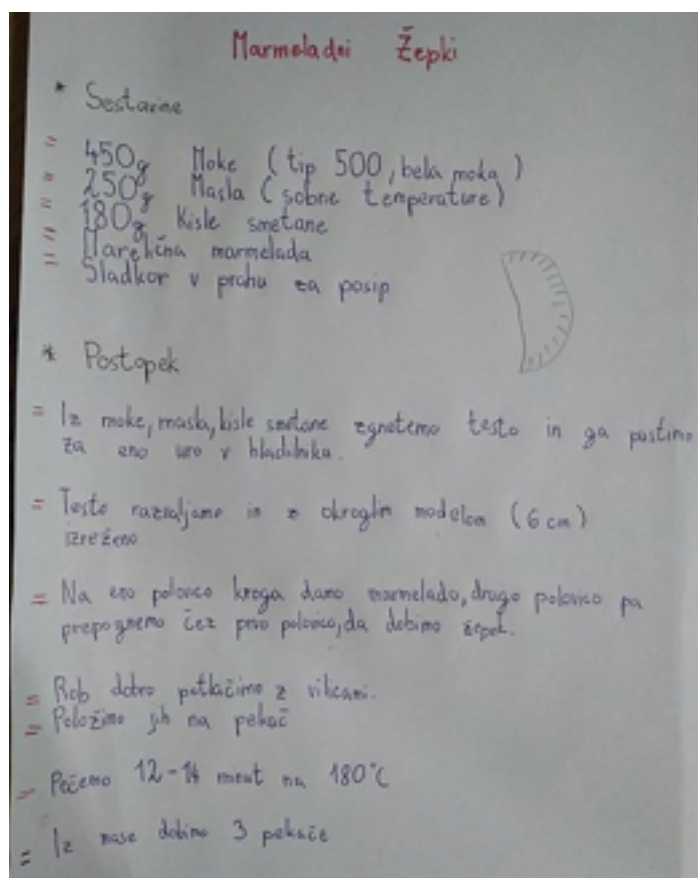 Marmeladni Žepki
* Sestavine
= 450g Moke (tip 500, bela moka)
= 250g Masla (sobne temperature)
= 180g Kisle smetane
= Marelična marmelada
= Sladkor v prahu za posip
* Postopek
= Iz moke, masla, kisle smetane zgnetemo testo in ga pustimo
za eno uro v hladilniku.
= Testo razvaljamo in z okroglim modelom (6 cm)
izrežemo
= Na eno polovico kroga damo marmelado, drugo polovico pa
prepognemo čez prvo polovico, da dobimo žepek.
= Rob dobro potlačimo z vilicami.
= Položimo jih na pekač
= Pečemo 12-14 minut na 180°C
= Iz mase dobimo 3 pekače